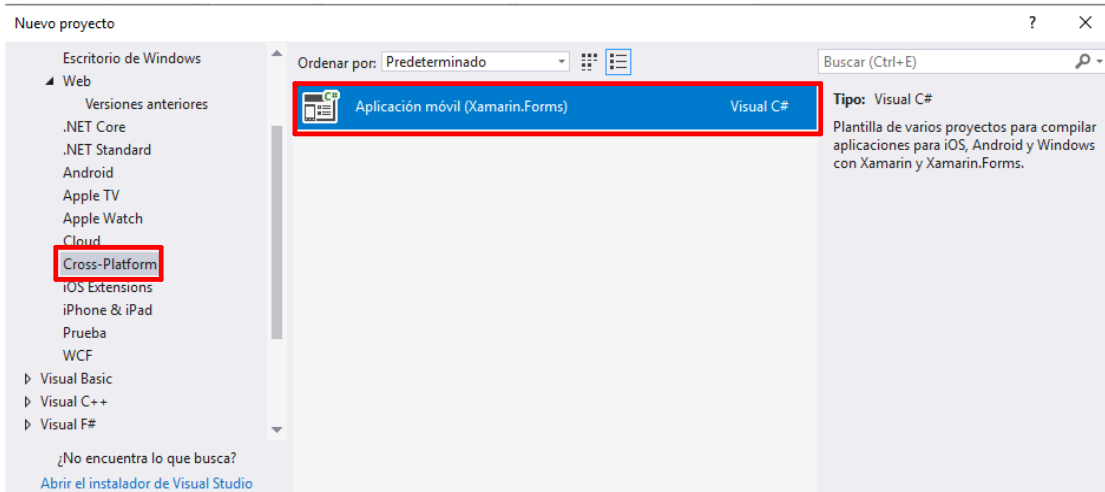 Nuevo proyecto
?
Escritorio de Windows
Web
Versiones anteriores
.NET Core
.NET Standard
Android
Apple TV
Apple Watch
Cloud
Cross-Platform
iOS Extensions
iPhone & iPad
Prueba
WCF
Visual Basic
Visual C++
Visual F#
¿No encuentra lo que busca?
Abrir el instalador de Visual Studio
Ordenar por: Predeterminado
Aplicación móvil (Xamarin.Forms) Visual C#
C#
Buscar (Ctrl+E)
Tipo: Visual C#
Plantilla de varios proyectos para compilar
aplicaciones para iOS, Android y Windows
con Xamarin y Xamarin.Forms.